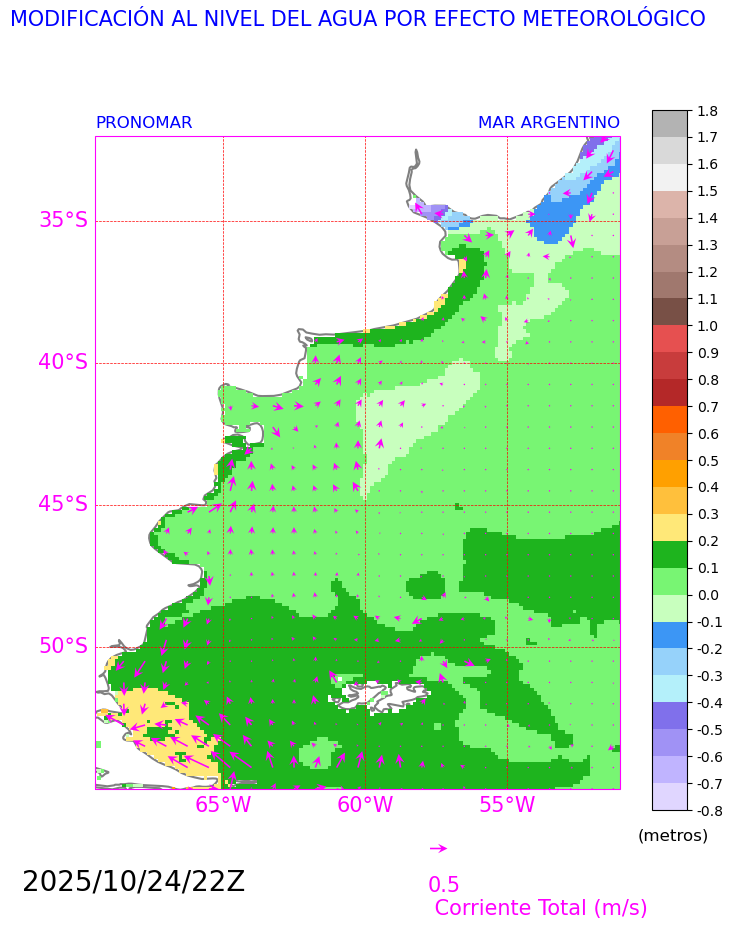 MODIFICACIÓN AL NIVEL DEL AGUA POR EFECTO METEOROLÓGICO
PRONOMAR MAR ARGENTINO
35°S
40°S
45°S
50°S
65°W 60°W 55°W
1.8
1.7
1.6
1.5
1.4
1.3
1.2
1.1
1.0
0.9
0.8
0.7
0.6
0.5
0.4
0.3
0.2
0.1
0.0
-0.1
-0.2
-0.3
-0.4
-0.5
-0.6
-0.7
-0.8
(metros)
2025/10/24/22Z
0.5
Corriente Total (m/s)